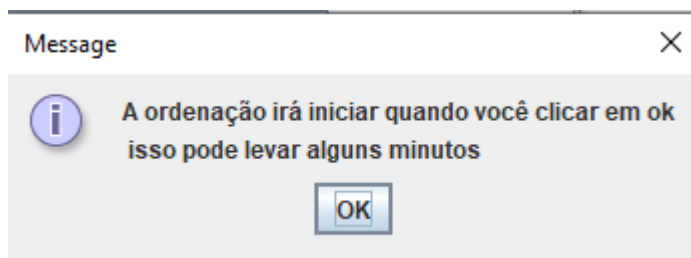 Message
A ordenação irá iniciar quando você clicar em ok
isso pode levar alguns minutos
OK